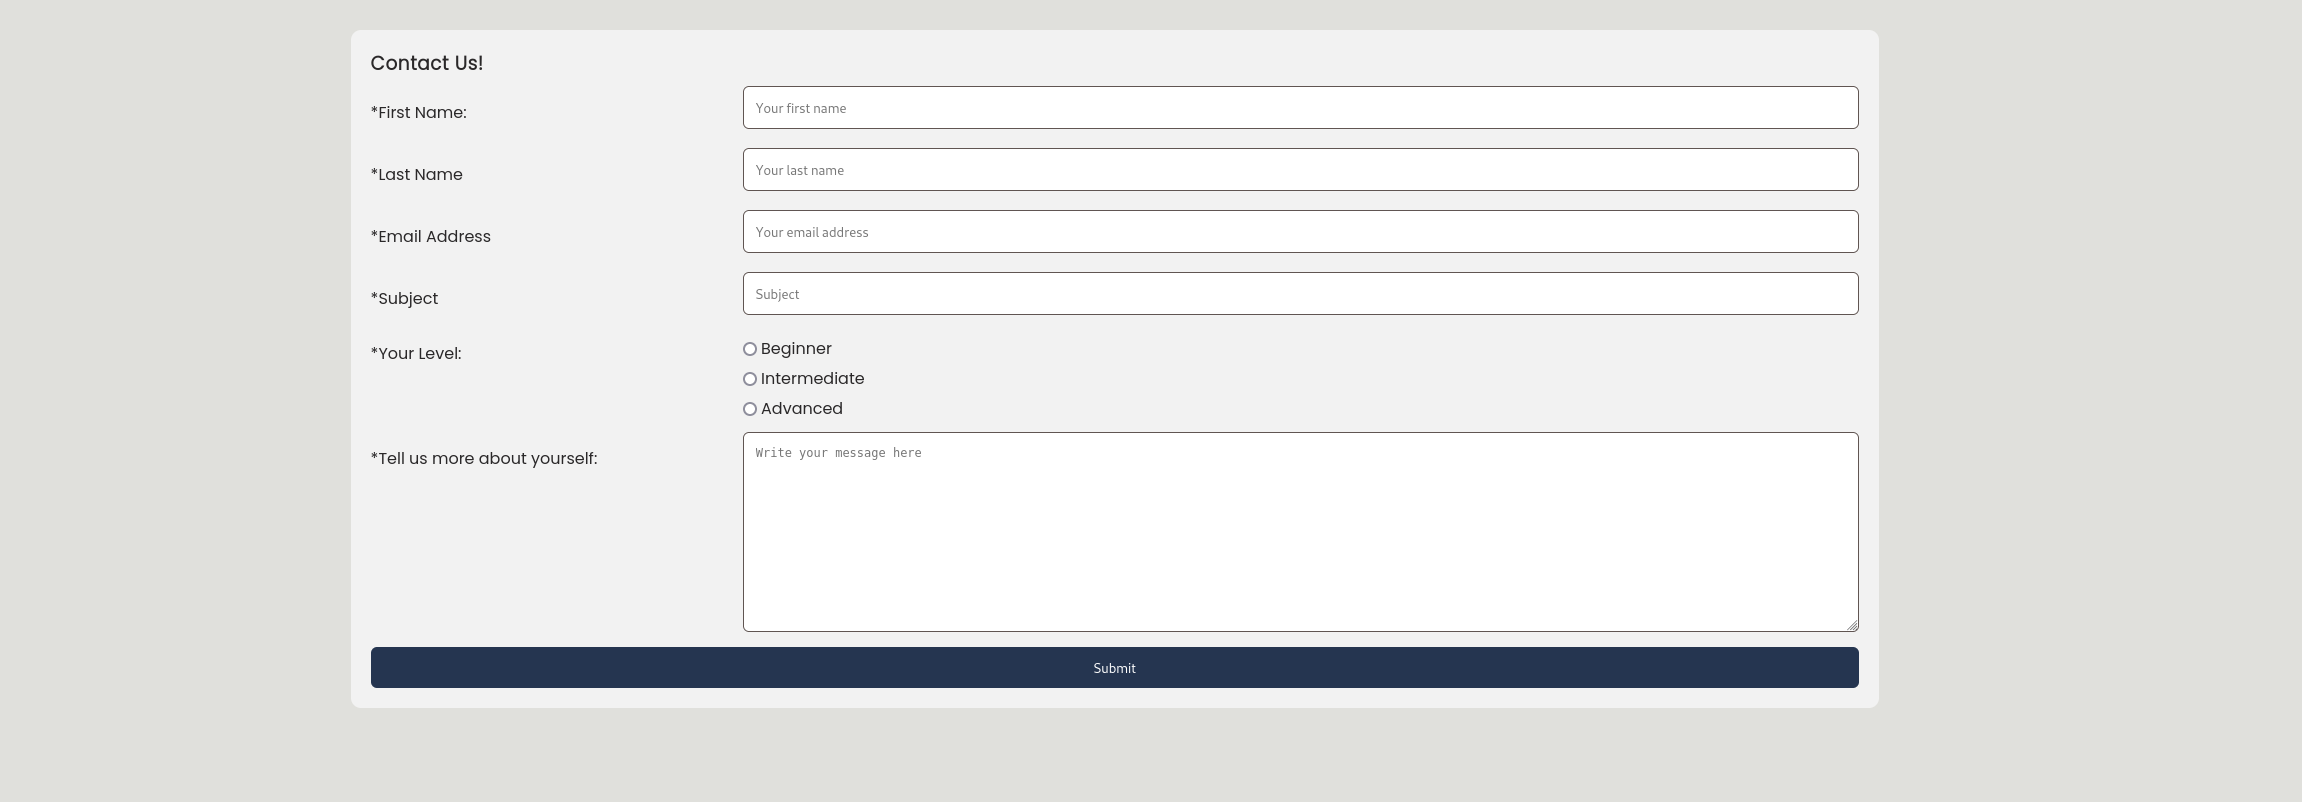 Contact Us!
*First Name:
Your first name
*Last Name
Your last name
*Email Address
Your email address
*Subject
Subject
*Your Level:
Beginner
Intermediate
Advanced
*Tell us more about yourself:
Write your message here
Submit